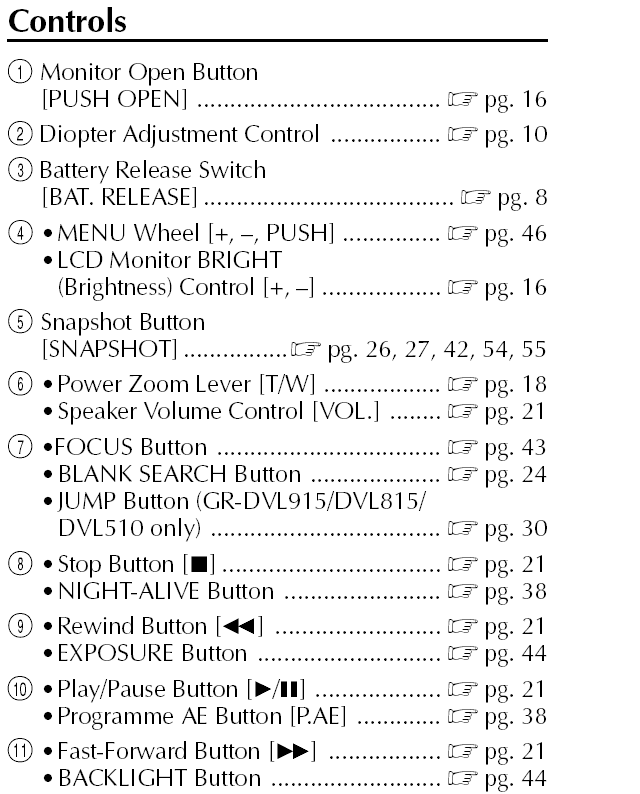 Controls
① Monitor Open Button
[PUSH OPEN] ..................................... ☞ pg. 16
② Diopter Adjustment Control ................. ☞ pg. 10
③ Battery Release Switch
[BAT. RELEASE] ...................................... ☞ pg. 8
④ • MENU Wheel [+, –, PUSH] ............... ☞ pg. 46
• LCD Monitor BRIGHT
(Brightness) Control [+, –] .................. ☞ pg. 16
⑤ Snapshot Button
[SNAPSHOT] ................ ☞ pg. 26, 27, 42, 54, 55
⑥ • Power Zoom Lever [T/W] .................. ☞ pg. 18
• Speaker Volume Control [VOL.] ........ ☞ pg. 21
⑦ •FOCUS Button .................................. ☞ pg. 43
• BLANK SEARCH Button .................... ☞ pg. 24
• JUMP Button (GR-DVL915/DVL815/
DVL510 only) ................................... ☞ pg. 30
⑧ • Stop Button [■] .................................. ☞ pg. 21
• NIGHT-ALIVE Button ........................ ☞ pg. 38
⑨ • Rewind Button [◀◀] ......................... ☞ pg. 21
• EXPOSURE Button ............................ ☞ pg. 44
⑩ • Play/Pause Button [▶/❚❚] ................... ☞ pg. 21
• Programme AE Button [P.AE] ............. ☞ pg. 38
⑪ • Fast-Forward Button [▶▶] ................. ☞ pg. 21
• BACKLIGHT Button .......................... ☞ pg. 44